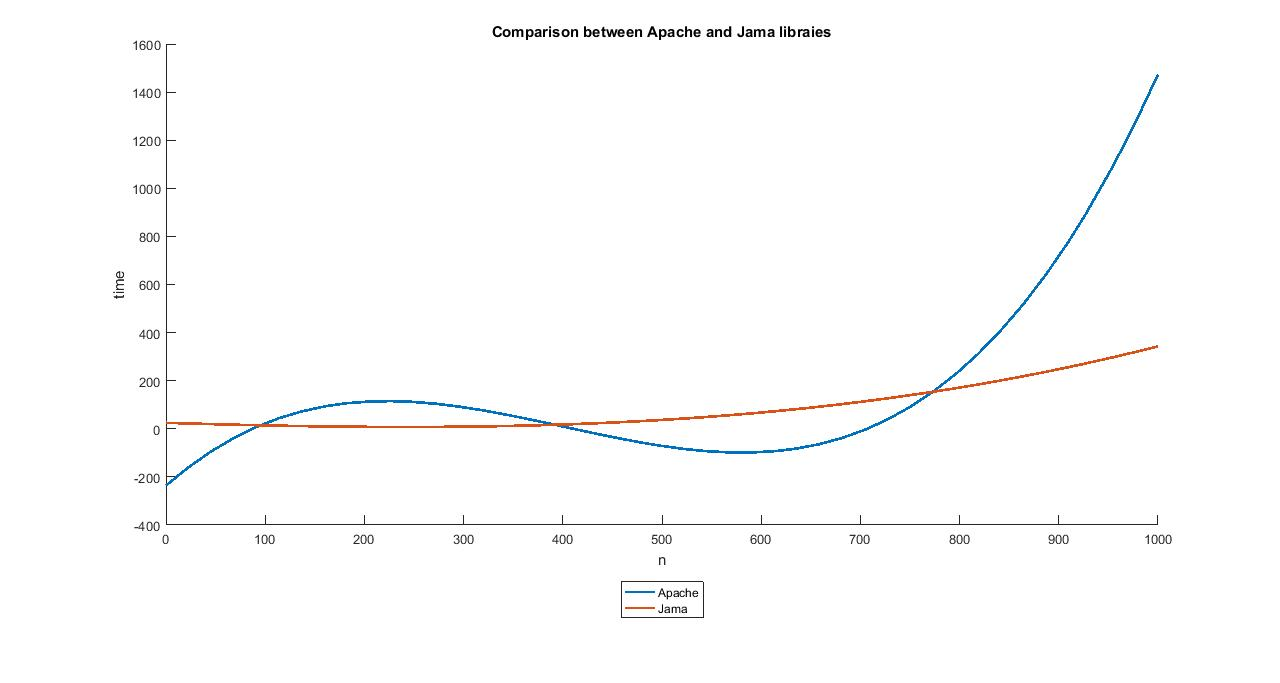 Comparison between Apache and Jama libraies
1600
1400
1200
1000
800
600
400
200
0
-200
-400
time
0 100 200 300 400 500 600 700 800 900 1000
n
Apache
Jama